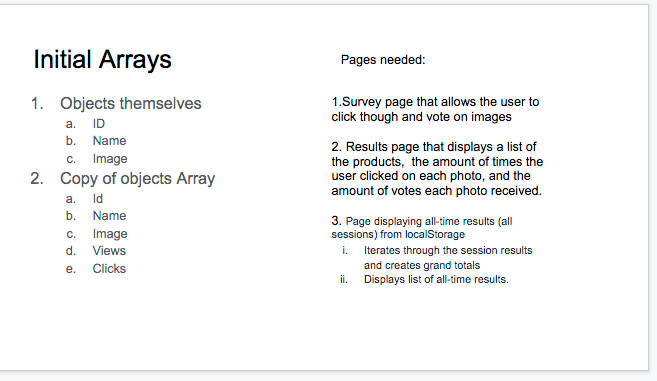 Initial Arrays
1. Objects themselves
a. ID
b. Name
c. Image
2. Copy of objects Array
a. Id
b. Name
c. Image
d. Views
e. Clicks
Pages needed:
1.Survey page that allows the user to
click though and vote on images
2. Results page that displays a list of
the products, the amount of times the
user clicked on each photo, and the
amount of votes each photo received.
3. Page displaying all-time results (all
sessions) from localStorage
i. Iterates through the session results
and creates grand totals
ii. Displays list of all-time results.